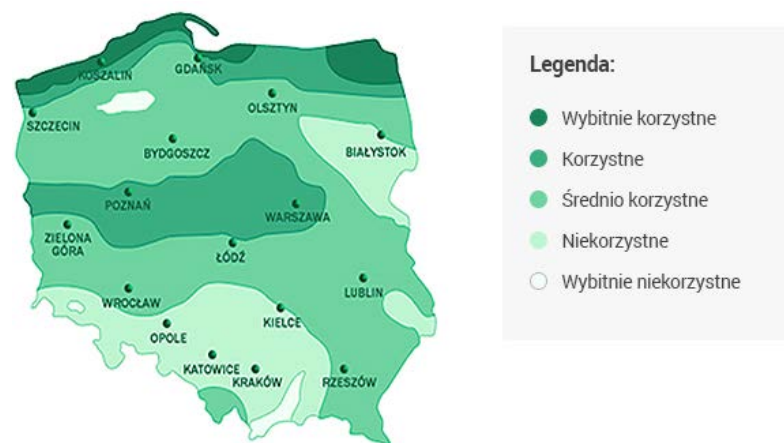 KOSZALIN
GDAŃSK
SZCZECIN
OLSZTYN
BYDGOSZCZ
BIAŁYSTOK
POZNAŃ
WARSZAWA
ZIELONA
GÓRA
ŁÓDŹ
WROCŁAW
LUBLIN
OPOLE
KIELCE
KATOWICE
KRAKÓW
RZESZÓW
Legenda:
Wybitnie korzystne
Korzystne
Średnio korzystne
Niekorzystne
Wybitnie niekorzystne